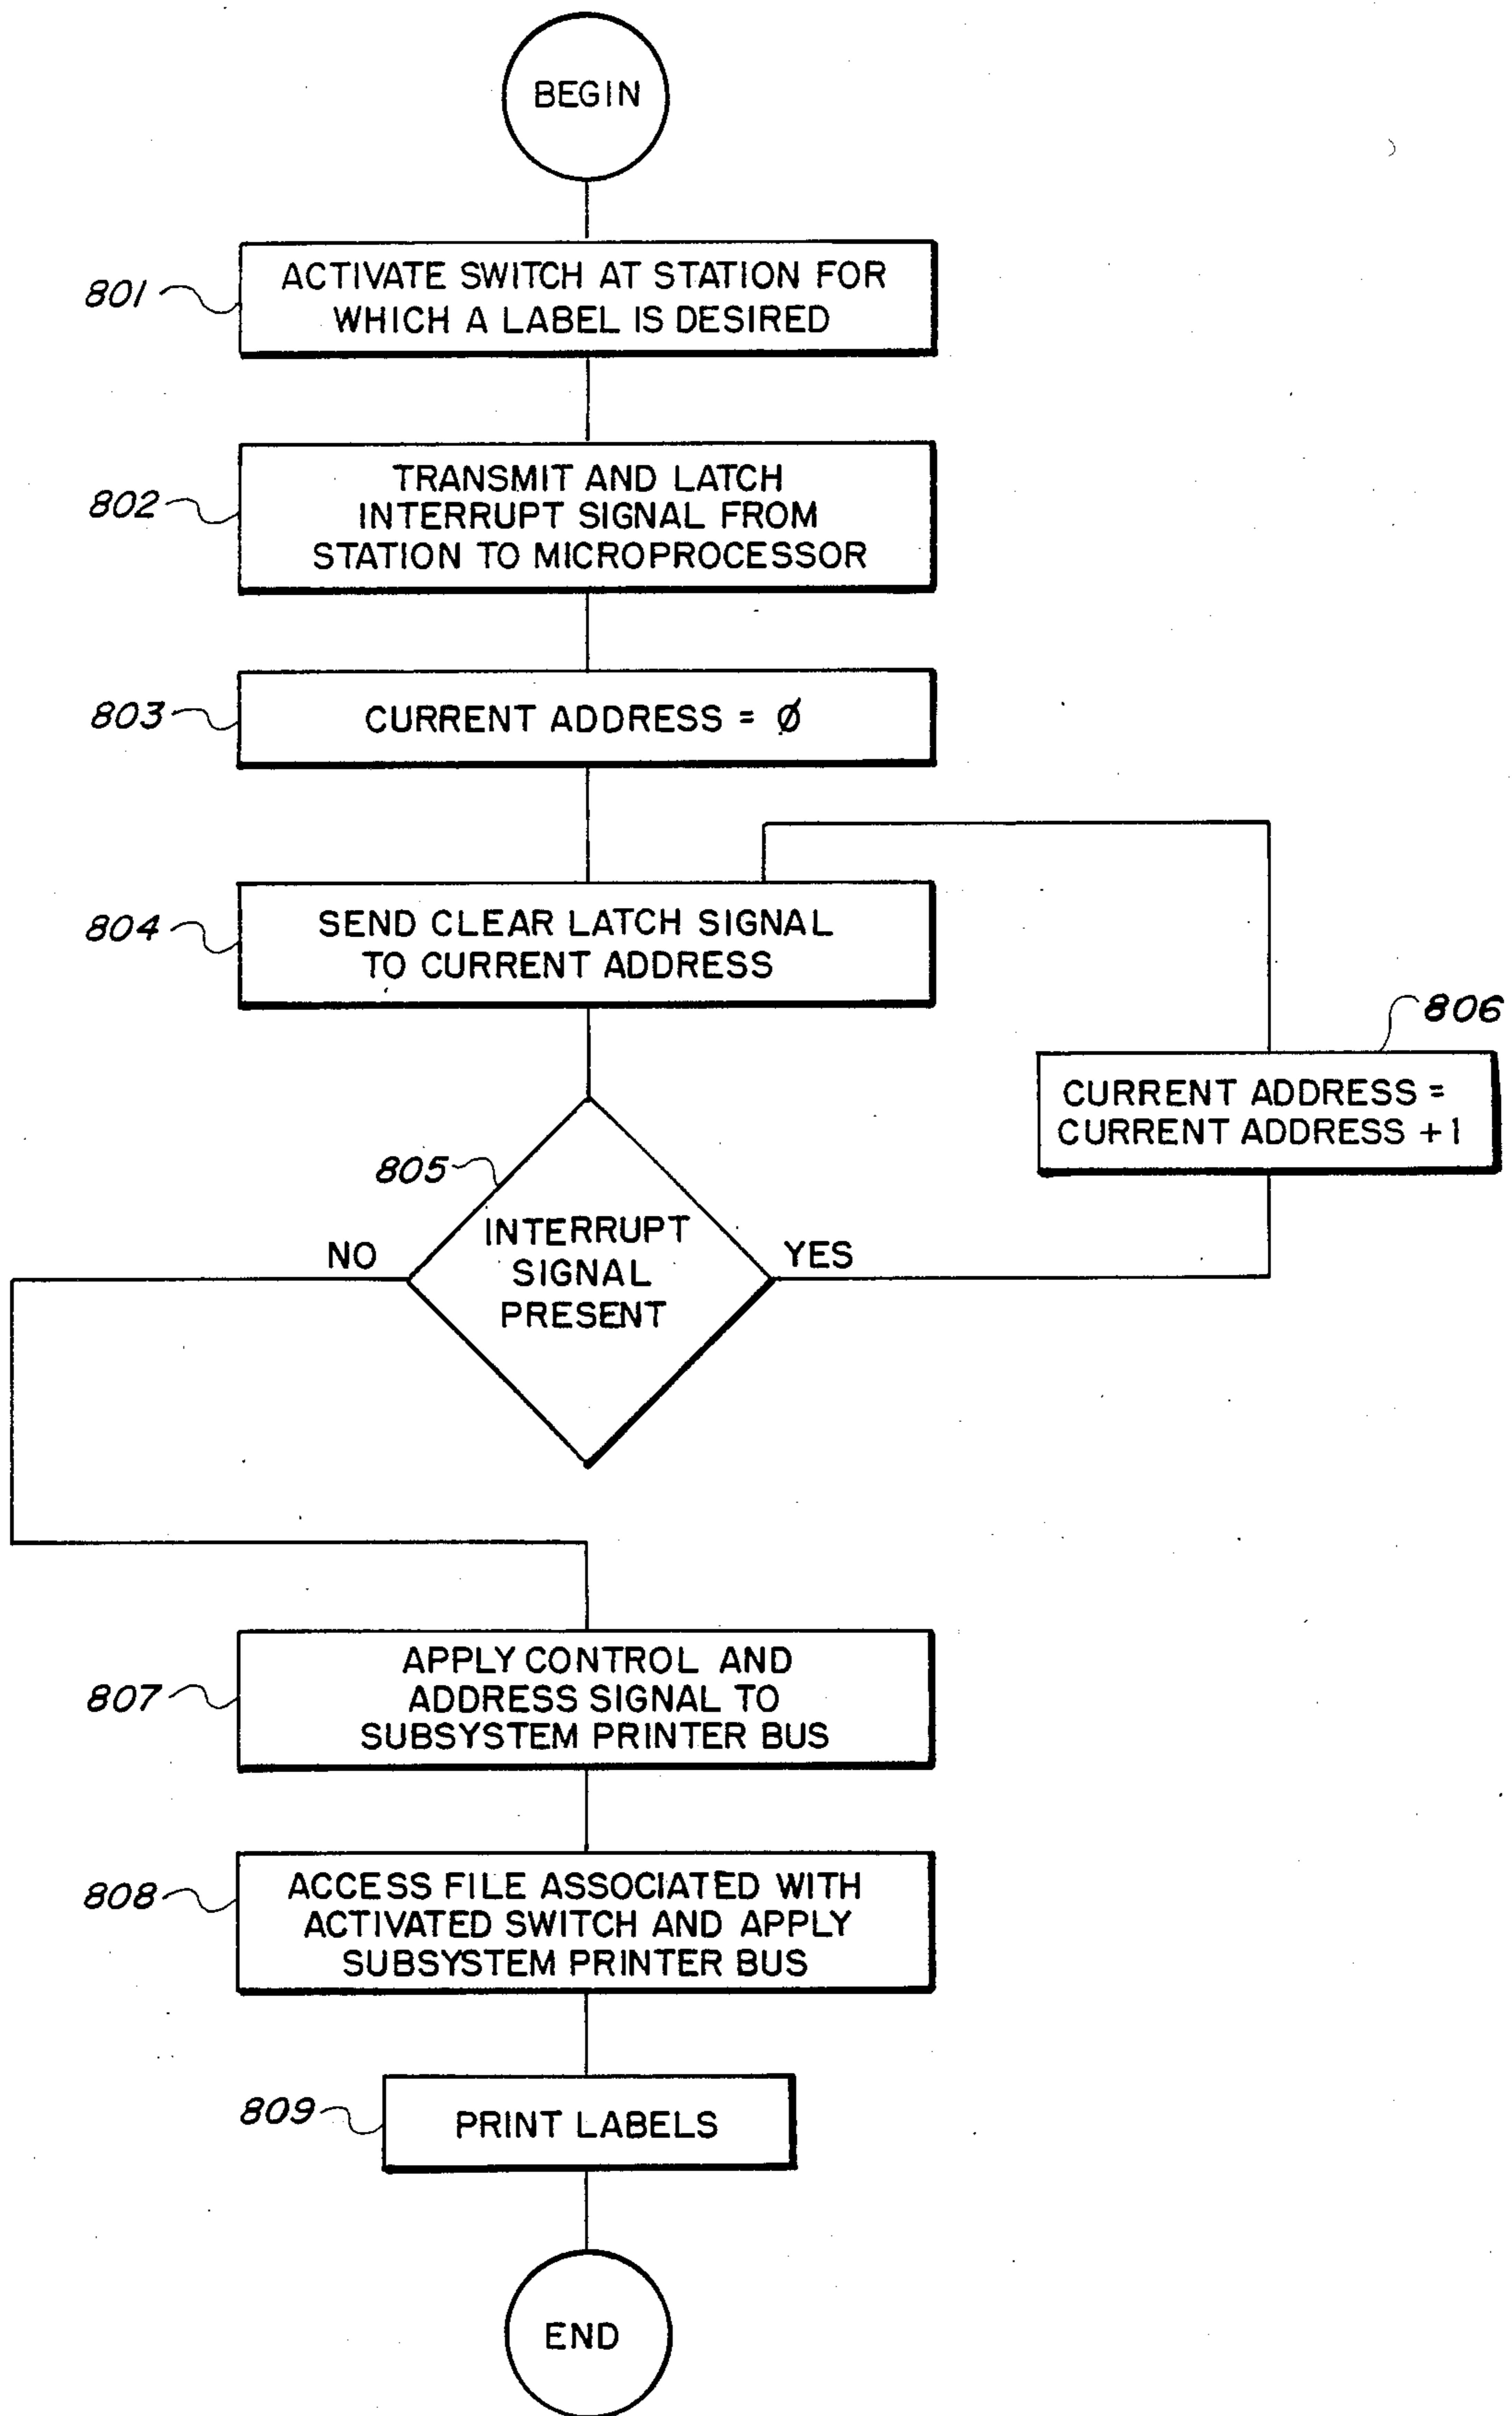 BEGIN
801
ACTIVATE SWITCH AT STATION FOR
WHICH A LABEL IS DESIRED
802
TRANSMIT AND LATCH
INTERRUPT SIGNAL FROM
STATION TO MICROPROCESSOR
803
CURRENT ADDRESS = Ø
804
SEND CLEAR LATCH SIGNAL
TO CURRENT ADDRESS
806
CURRENT ADDRESS =
CURRENT ADDRESS +1
805
INTERRUPT
SIGNAL
PRESENT
NO
YES
807
APPLY CONTROL AND
ADDRESS SIGNAL TO
SUBSYSTEM PRINTER BUS
808
ACCESS FILE ASSOCIATED WITH
ACTIVATED SWITCH AND APPLY
SUBSYSTEM PRINTER BUS
809
PRINT LABELS
END